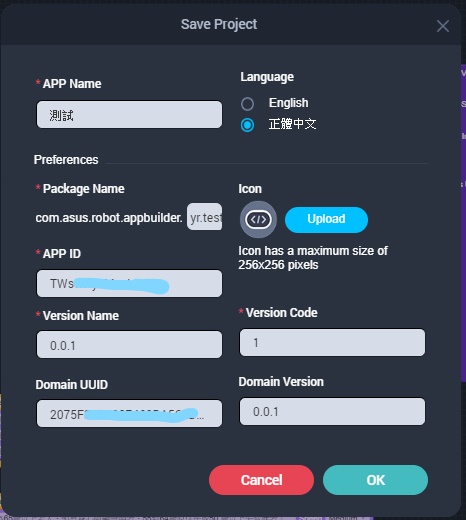 Save Project
* APP Name
測試
Language
English
正體中文
Preferences
* Package Name
com.asus.robot.appbuilder. yr.test
Icon
</>
Upload
Icon has a maximum size of
256x256 pixels
* APP ID
TWs
* Version Name
0.0.1
* Version Code
1
Domain UUID
2075F
Domain Version
0.0.1
Cancel
OK